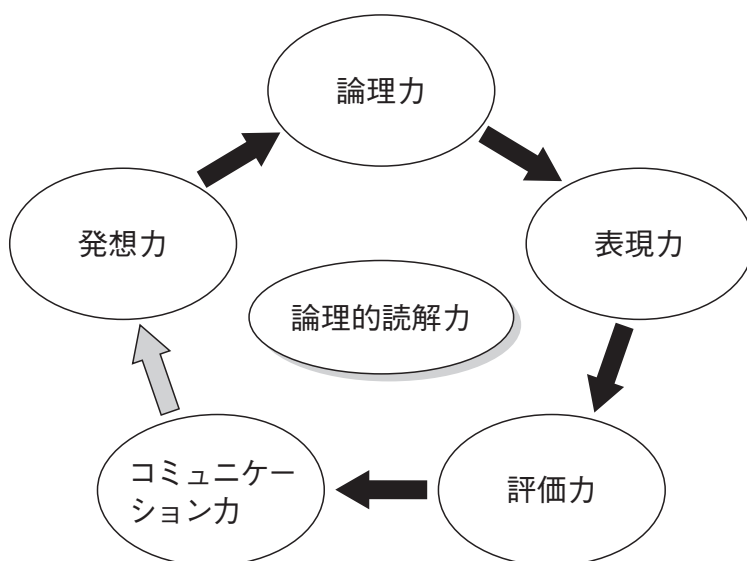 論理力
発想力
表現力
論理的読解力
コミュニケー
ション力
評価力